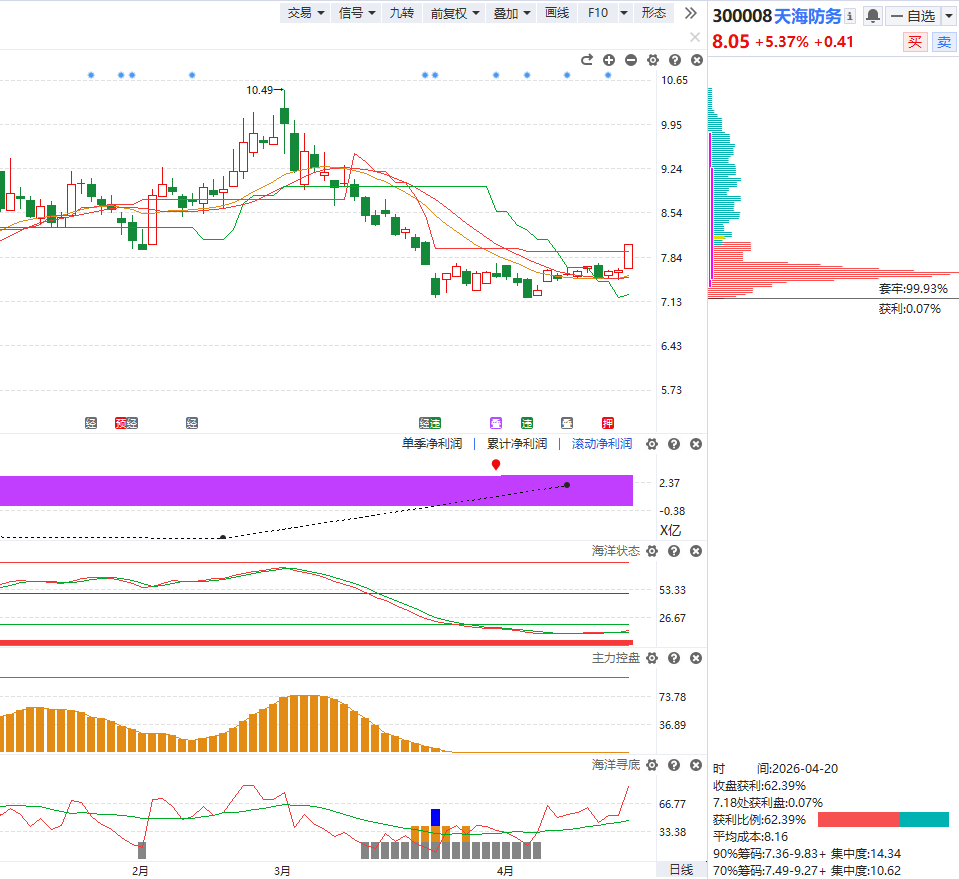 交易 信号 九转 前复权 叠加 画线 F10 形态
300008 天海防务 自选
8.05 +5.37% +0.41 买 卖
10.65
10.49
9.95
9.24
8.54
7.84
7.13
6.43
5.73
套牢:99.93%
获利:0.07%
单季净利润 | 累计净利润 | 滚动净利润
2.37
-0.38
X亿
海洋状态
53.33
26.67
主力控盘
73.78
36.89
海洋寻底
66.77
33.38
2月 3月 4月 日线
时 间:2026-04-20
收盘获利:62.39%
7.18处获利盘:0.07%
获利比例:62.39%
平均成本:8.16
90%筹码:7.36-9.83+ 集中度:14.34
70%筹码:7.49-9.27+ 集中度:10.62